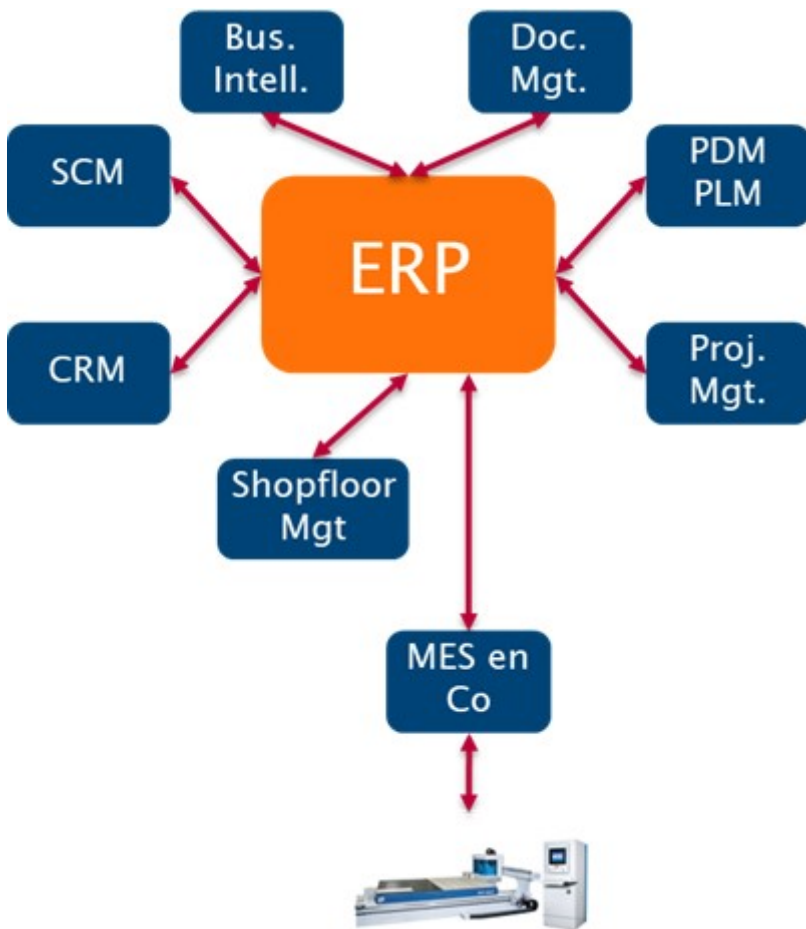 Bus.
Intell.
Doc.
Mgt.
SCM
PDM
PLM
ERP
CRM
Proj.
Mgt.
Shopfloor
Mgt
MES en
Co